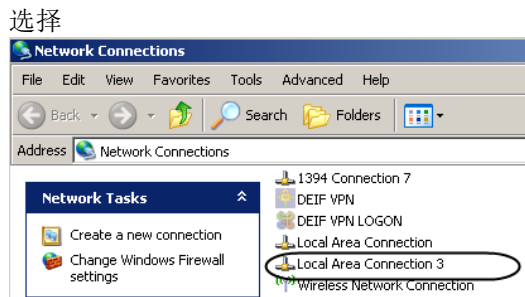 选择
Network Connections
File Edit View Favorites Tools Advanced Help
Back Search Folders
Address Network Connections
Network Tasks
Create a new connection
Change Windows Firewall
settings
1394 Connection 7
DEIF VPN
DEIF VPN LOGON
Local Area Connection
Local Area Connection 3
Wireless Network Connection